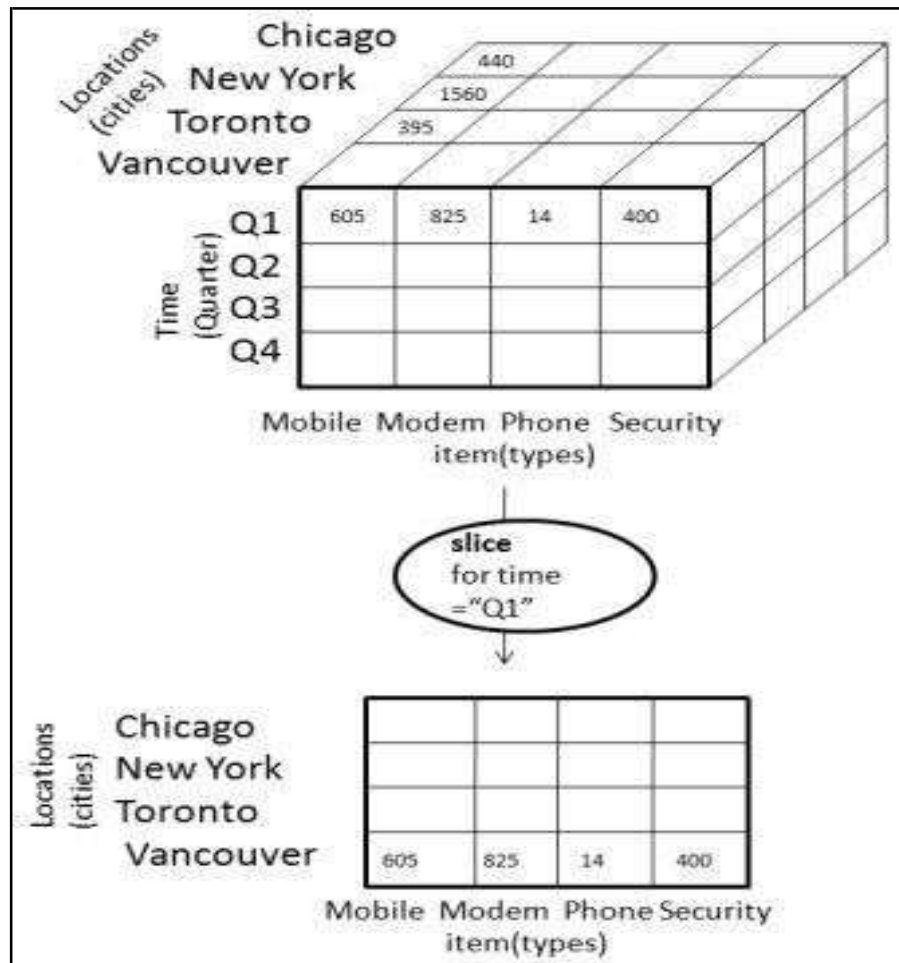 Locations
(cities)
Chicago
440
New York
1560
Toronto
395
Vancouver
Time
(Quarter)
Q1 605 825 14 400
Q2
Q3
Q4
Mobile Modem Phone Security
item(types)
slice
for time
="Q1"
Locations
(cities)
Chicago
New York
Toronto
Vancouver 605 825 14 400
Mobile Modem Phone Security
item(types)